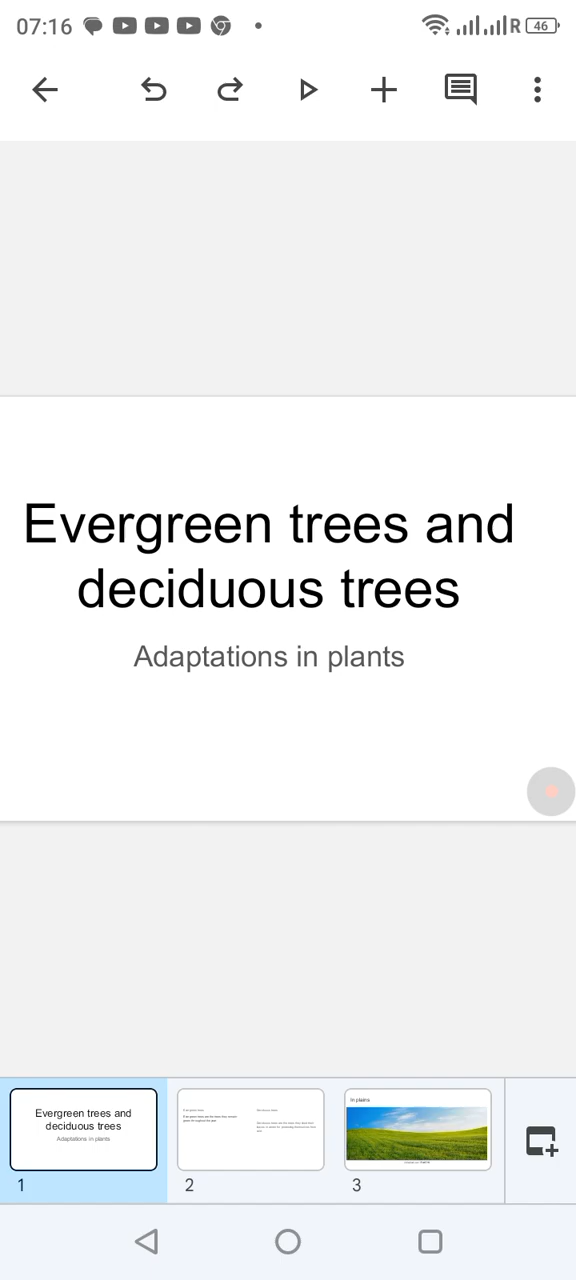 07:16
R 46
Evergreen trees and
deciduous trees
Adaptations in plants
Evergreen trees and
deciduous trees
Adaptations in plants
In plains
1
2
3